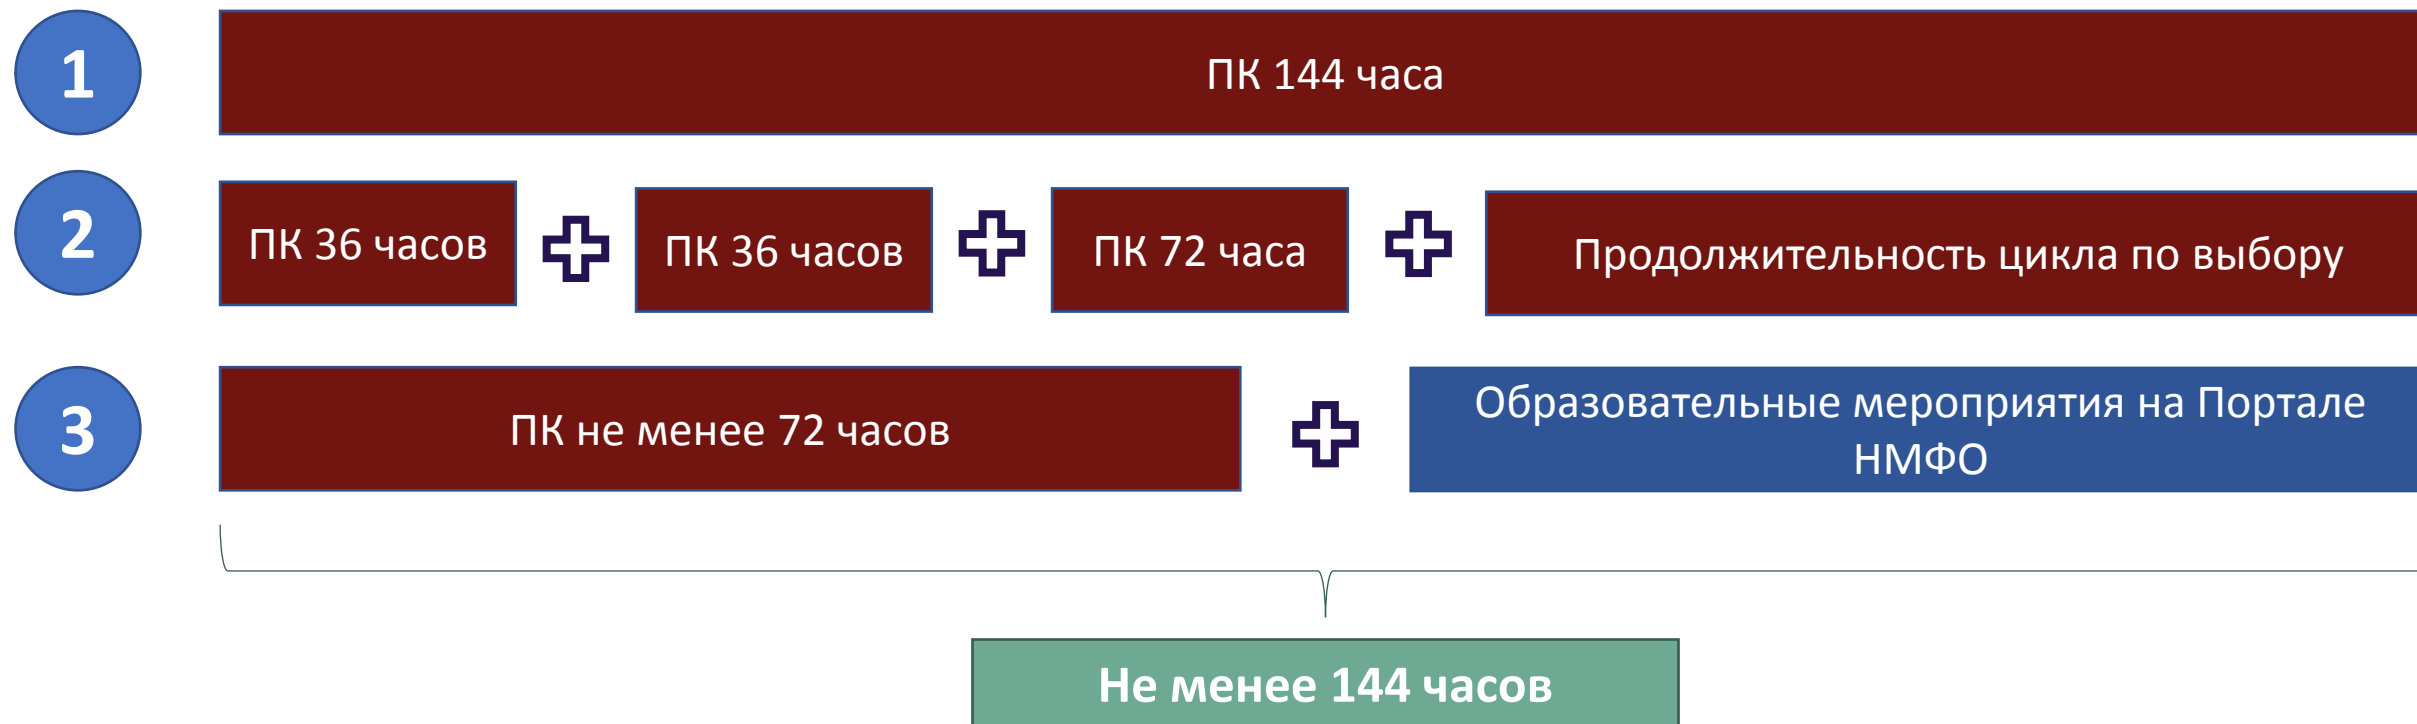 1
ПК 144 часа
2
ПК 36 часов
ПК 36 часов
ПК 72 часа
Продолжительность цикла по выбору
3
ПК не менее 72 часов
Образовательные мероприятия на Портале
НМФО
Не менее 144 часов